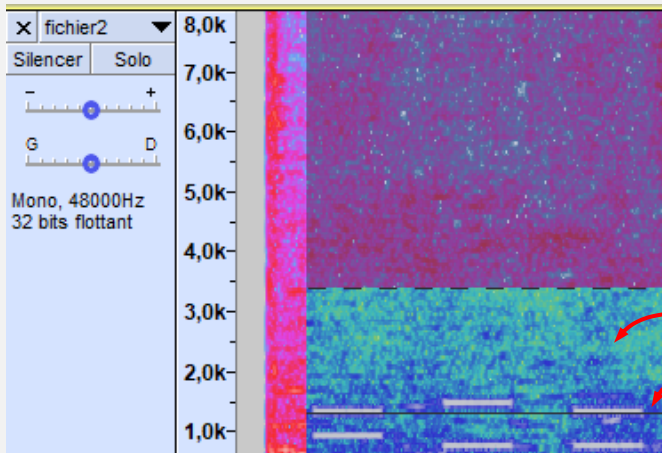 × fichier2
Silencer Solo
- +
G D
Mono, 48000Hz
32 bits flottant
8,0k
7,0k
6,0k
5,0k
4,0k
3,0k
2,0k
1,0k